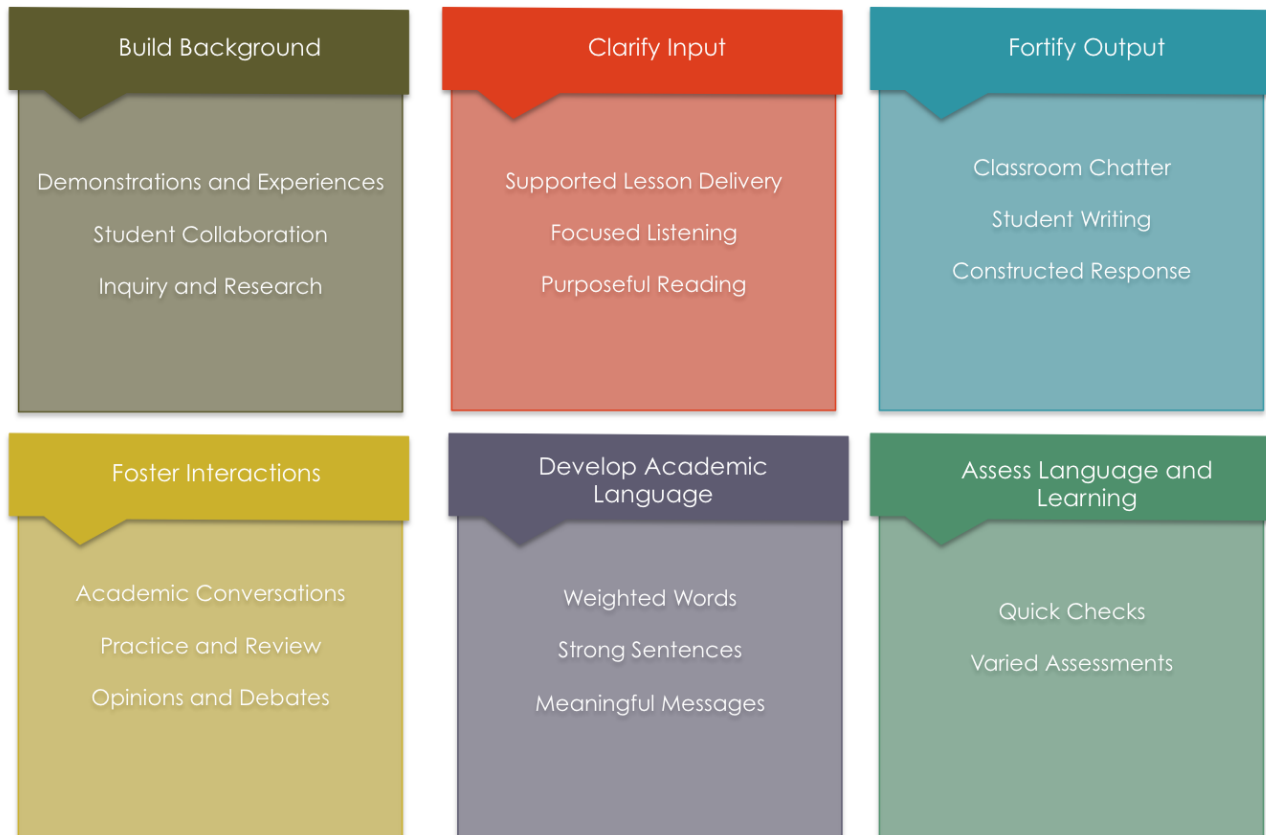 Build Background
Demonstrations and Experiences
Student Collaboration
Inquiry and Research
Clarify Input
Supported Lesson Delivery
Focused Listening
Purposeful Reading
Fortify Output
Classroom Chatter
Student Writing
Constructed Response
Foster Interactions
Academic Conversations
Practice and Review
Opinions and Debates
Develop Academic
Language
Weighted Words
Strong Sentences
Meaningful Messages
Assess Language and
Learning
Quick Checks
Varied Assessments